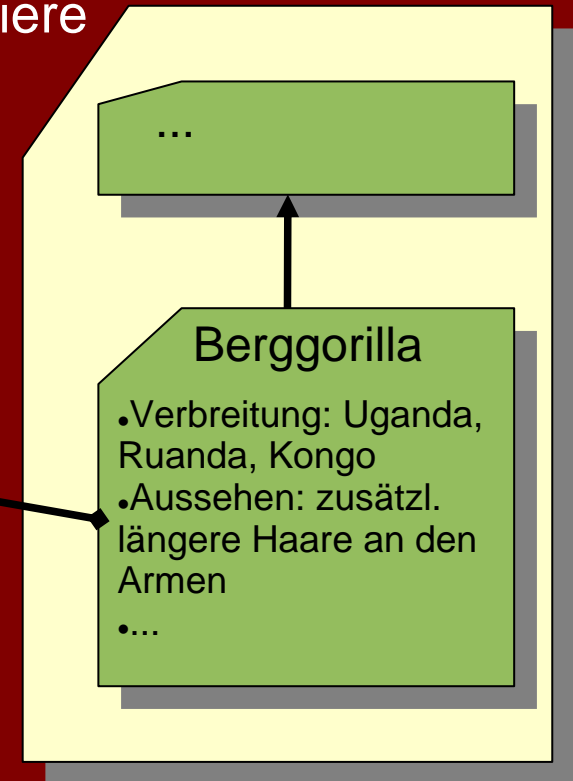 iere
...
Berggorilla
•Verbreitung: Uganda,
Ruanda, Kongo
•Aussehen: zusätzl.
längere Haare an den
Armen
•...